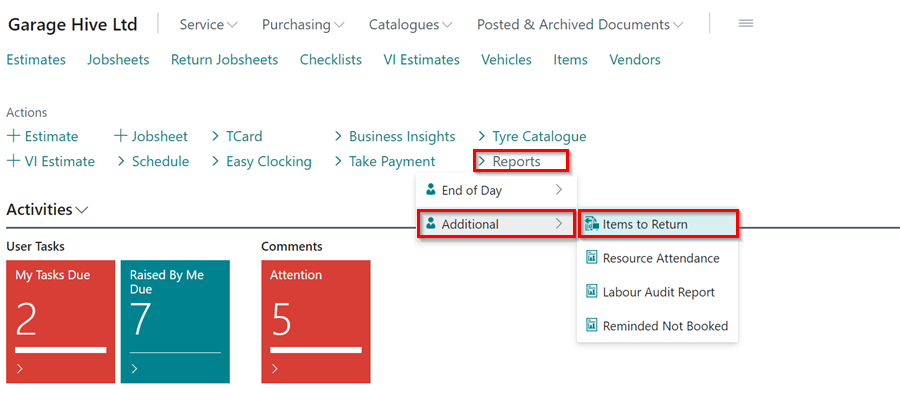 Garage Hive Ltd Service Purchasing Catalogues Posted & Archived Documents
Estimates Jobsheets Return Jobsheets Checklists VI Estimates Vehicles Items Vendors
Actions
+ Estimate + Jobsheet > TCard > Business Insights > Tyre Catalogue
+ VI Estimate > Schedule > Easy Clocking > Take Payment > Reports
End of Day >
Additional >
Items to Return
Resource Attendance
Labour Audit Report
Reminded Not Booked
Activities
User Tasks
My Tasks Due
2
>
Raised By Me
Due
7
>
Comments
Attention
5
>